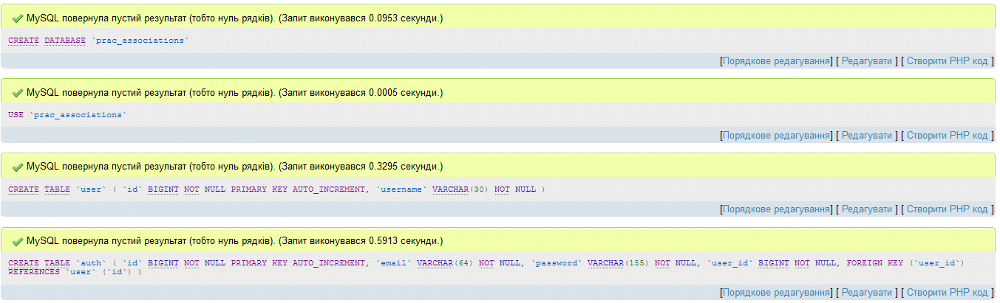 MySQL повернула пустий результат (тобто нуль рядків). (Запит виконувався 0.0953 секунди.)
CREATE DATABASE `prac_associations`
[Порядкове редагування] [ Редагувати ] [ Створити PHP код ]
MySQL повернула пустий результат (тобто нуль рядків). (Запит виконувався 0.0005 секунди.)
USE `prac_associations`
[Порядкове редагування] [ Редагувати ] [ Створити PHP код ]
MySQL повернула пустий результат (тобто нуль рядків). (Запит виконувався 0.3295 секунди.)
CREATE TABLE `user` ( `id` BIGINT NOT NULL PRIMARY KEY AUTO_INCREMENT, `username` VARCHAR(30) NOT NULL )
[Порядкове редагування] [ Редагувати ] [ Створити PHP код ]
MySQL повернула пустий результат (тобто нуль рядків). (Запит виконувався 0.5913 секунди.)
CREATE TABLE `auth` ( `id` BIGINT NOT NULL PRIMARY KEY AUTO_INCREMENT, `email` VARCHAR(64) NOT NULL, `password` VARCHAR(155) NOT NULL, `user_id` BIGINT NOT NULL, FOREIGN KEY (`user_id`)
REFERENCES `user` (`id`) )
[Порядкове редагування] [ Редагувати ] [ Створити PHP код ]